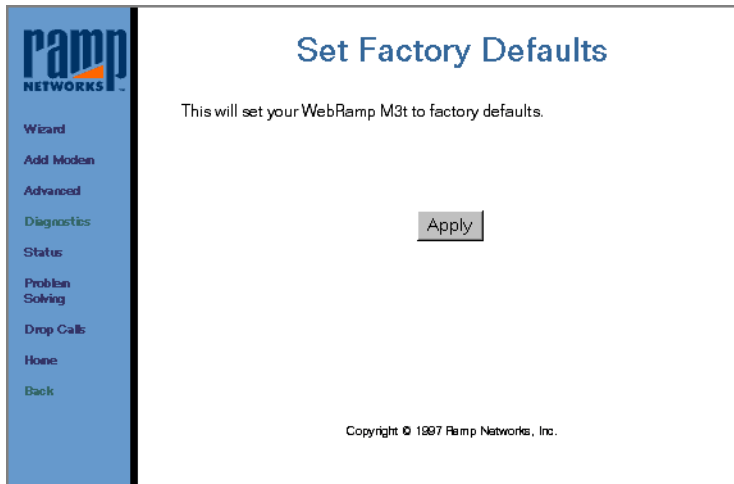 ramp
NETWORKS
Wizard
Add Modem
Advanced
Diagnostics
Status
Problem
Solving
Drop Calls
Home
Back
Set Factory Defaults
This will set your WebRamp M3t to factory defaults.
Apply
Copyright © 1997 Ramp Networks, Inc.